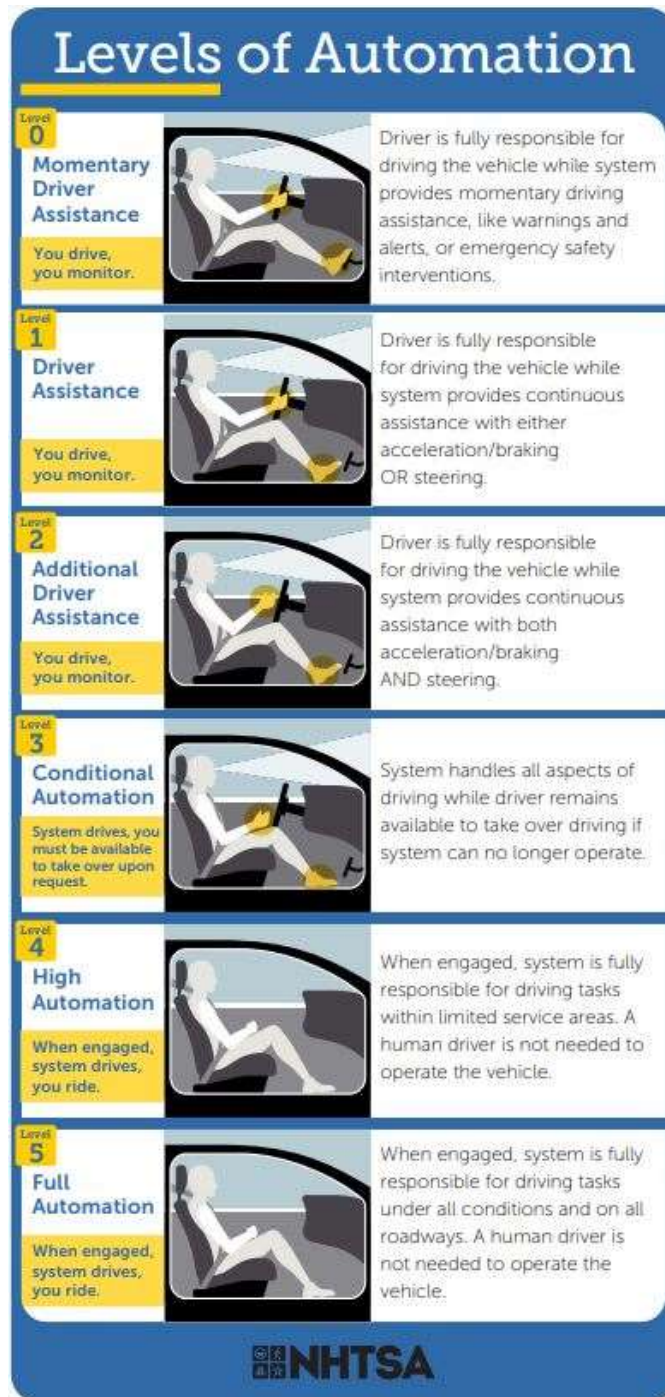 Levels of Automation
Level
0
Momentary
Driver
Assistance
You drive,
you monitor.
Driver is fully responsible for
driving the vehicle while system
provides momentary driving
assistance, like warnings and
alerts, or emergency safety
interventions.
Level
1
Driver
Assistance
You drive,
you monitor.
Driver is fully responsible
for driving the vehicle while
system provides continuous
assistance with either
acceleration/braking
OR steering.
Level
2
Additional
Driver
Assistance
You drive,
you monitor.
Driver is fully responsible
for driving the vehicle while
system provides continuous
assistance with both
acceleration/braking
AND steering.
Level
3
Conditional
Automation
System drives, you
must be available
to take over upon
request.
System handles all aspects of
driving while driver remains
available to take over driving if
system can no longer operate.
Level
4
High
Automation
When engaged,
system drives,
you ride.
When engaged, system is fully
responsible for driving tasks
within limited service areas. A
human driver is not needed to
operate the vehicle.
Level
5
Full
Automation
When engaged,
system drives,
you ride.
When engaged, system is fully
responsible for driving tasks
under all conditions and on all
roadways. A human driver is
not needed to operate the
vehicle.
NHTSA